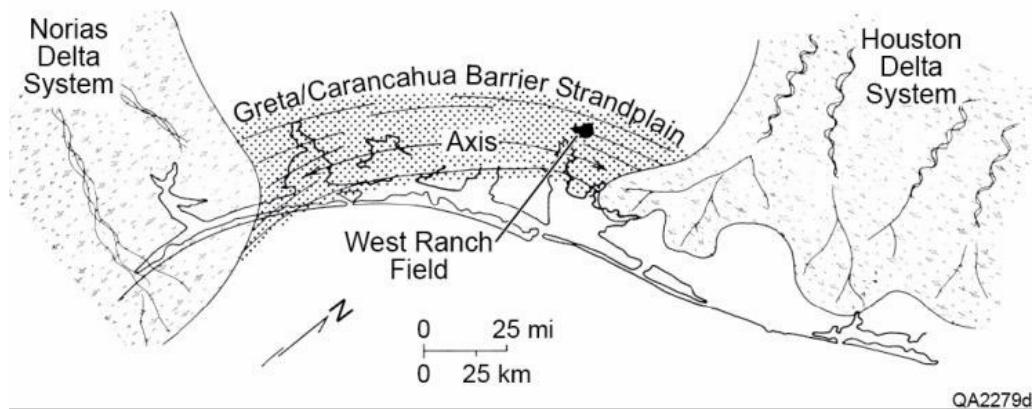 Norias
Delta
System
Greta/Carancahua Barrier Strandplain
Houston
Delta
System
Axis
West Ranch
Field
N
0 25 mi
0 25 km
QA2279d